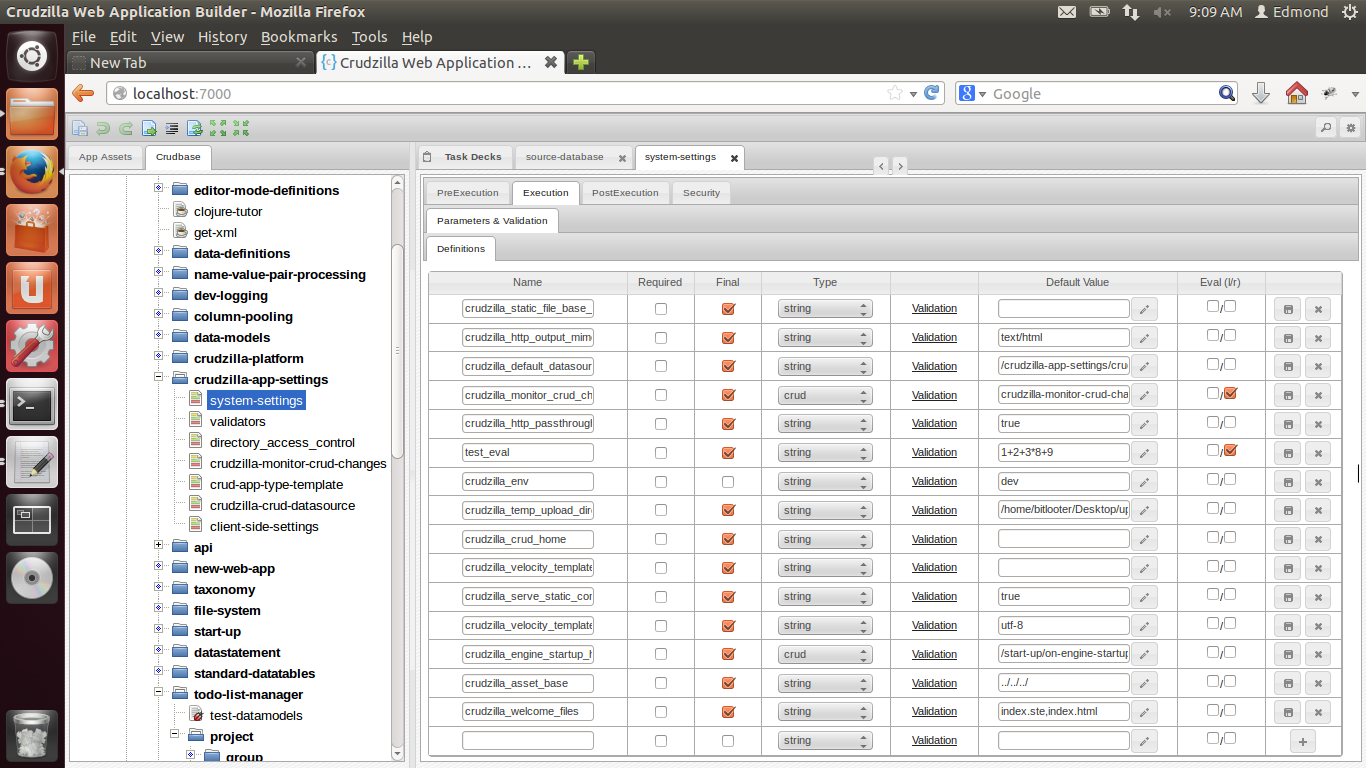 Crudzilla Web Application Builder - Mozilla Firefox
9:09 AM Edmond
File Edit View History Bookmarks Tools Help
New Tab
{c} Crudzilla Web Application ...
localhost:7000
Google
App Assets
Crudbase
Task Decks
source-database
system-settings
editor-mode-definitions
clojure-tutor
get-xml
data-definitions
name-value-pair-processing
dev-logging
column-pooling
data-models
crudzilla-platform
crudzilla-app-settings
system-settings
validators
directory_access_control
crudzilla-monitor-crud-changes
crud-app-type-template
crudzilla-crud-datasource
client-side-settings
api
new-web-app
taxonomy
file-system
start-up
datastatement
standard-datatables
todo-list-manager
test-datamodels
project
group
PreExecution Execution PostExecution Security
Parameters & Validation
Definitions
Name Required Final Type Default Value Eval (l/r)
crudzilla_static_file_base_ string Validation /
crudzilla_http_output_mim string Validation text/html /
crudzilla_default_datasour string Validation /crudzilla-app-settings/cru /
crudzilla_monitor_crud_ch crud Validation crudzilla-monitor-crud-cha /
crudzilla_http_passthrough string Validation true /
test_eval string Validation 1+2+3*8+9 /
crudzilla_env string Validation dev /
crudzilla_temp_upload_dire string Validation /home/bitlooter/Desktop/up /
crudzilla_crud_home string Validation /
crudzilla_velocity_template string Validation /
crudzilla_serve_static_con string Validation true /
crudzilla_velocity_template string Validation utf-8 /
crudzilla_engine_startup_h crud Validation /start-up/on-engine-startup /
crudzilla_asset_base string Validation ../../../ /
crudzilla_welcome_files string Validation index.ste,index.html /
string Validation /